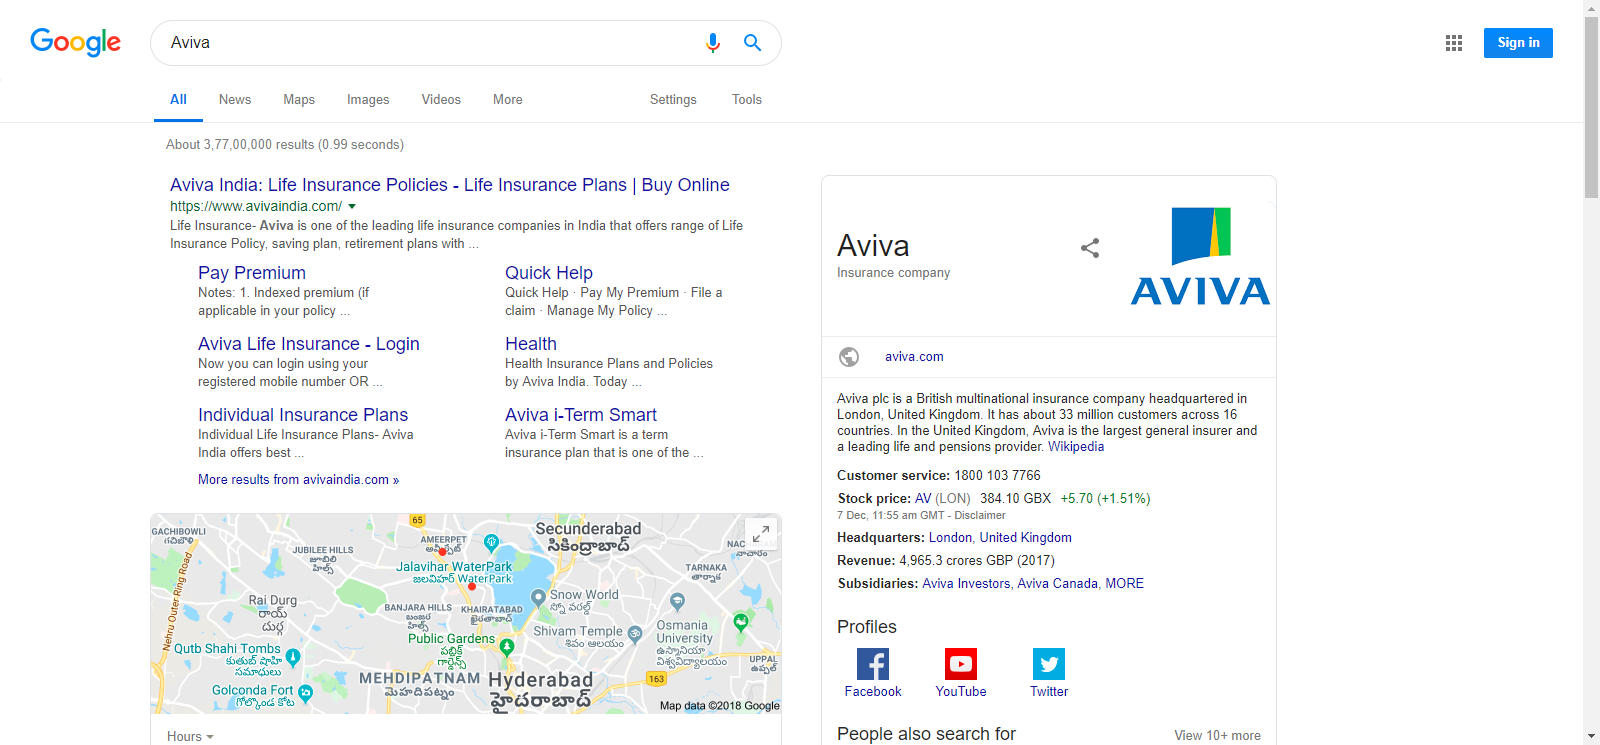 Google
Aviva
Sign in
All News Maps Images Videos More Settings Tools
About 3,77,00,000 results (0.99 seconds)
Aviva India: Life Insurance Policies - Life Insurance Plans | Buy Online
https://www.avivaindia.com/
Life Insurance- Aviva is one of the leading life insurance companies in India that offers range of Life
Insurance Policy, saving plan, retirement plans with ...
Pay Premium
Notes: 1. Indexed premium (if
applicable in your policy ...
Quick Help
Quick Help · Pay My Premium · File a
claim · Manage My Policy ...
Aviva Life Insurance - Login
Now you can login using your
registered mobile number OR ...
Health
Health Insurance Plans and Policies
by Aviva India. Today ...
Individual Insurance Plans
Individual Life Insurance Plans- Aviva
India offers best ...
Aviva i-Term Smart
Aviva i-Term Smart is a term
insurance plan that is one of the ...
More results from avivaindia.com »
65
GACHIBOWLI
గచిబౌలి
JUBILEE HILLS
జూబిలీ
హిల్స్
AMEERPET
అమీర్పేట్
Secunderabad
సికింద్రాబాద్
NAC
నాచారం
Jalavihar WaterPark
జలవిహర్ WaterPark
TARNAKA
తార్నాక
Nehru Outer Ring Road
Rai Durg
రాయ్
దుర్గ
BANJARA HILLS
బంజర
హిల్స్
KHAIRATABAD
ఖైరతాబాద్
Snow World
స్నో వరల్డ్
Shivam Temple
శివం ఆలయం
Osmania
University
ఉస్మానియా
విశ్వవిద్యాలయం
Public Gardens
పబ్లిక్
గార్డెన్స్
Qutb Shahi Tombs
కుతుబ్ షాహి
సమాధులు
UPPAL
ఉప్పల్
Golconda Fort
గోల్కొండ కోట
MEHDIPATNAM
మెహదిపట్నం
Hyderabad
హైదరాబాద్
163
Map data ©2018 Google
Hours
Aviva
Insurance company
AVIVA
aviva.com
Aviva plc is a British multinational insurance company headquartered in
London, United Kingdom. It has about 33 million customers across 16
countries. In the United Kingdom, Aviva is the largest general insurer and
a leading life and pensions provider. Wikipedia
Customer service: 1800 103 7766
Stock price: AV (LON) 384.10 GBX +5.70 (+1.51%)
7 Dec, 11:55 am GMT - Disclaimer
Headquarters: London, United Kingdom
Revenue: 4,965.3 crores GBP (2017)
Subsidiaries: Aviva Investors, Aviva Canada, MORE
Profiles
Facebook YouTube Twitter
People also search for View 10+ more